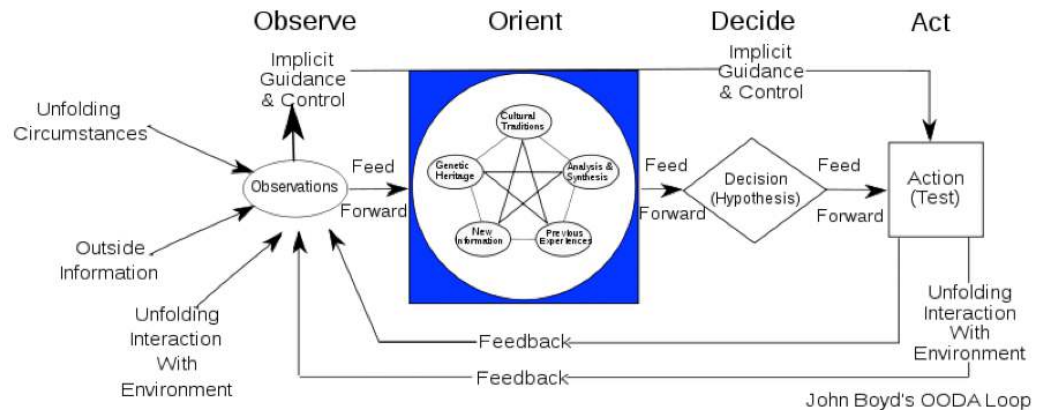 Observe
Orient
Decide
Act
Implicit
Guidance
& Control
Implicit
Guidance
& Control
Unfolding
Circumstances
Observations
Feed
Forward
Cultural
Traditions
Genetic
Heritage
Analysis &
Synthesis
New
Information
Previous
Experiences
Feed
Forward
Decision
(Hypothesis)
Feed
Forward
Action
(Test)
Outside
Information
Unfolding
Interaction
With
Environment
Feedback
Feedback
Unfolding
Interaction
With
Environment
John Boyd's OODA Loop